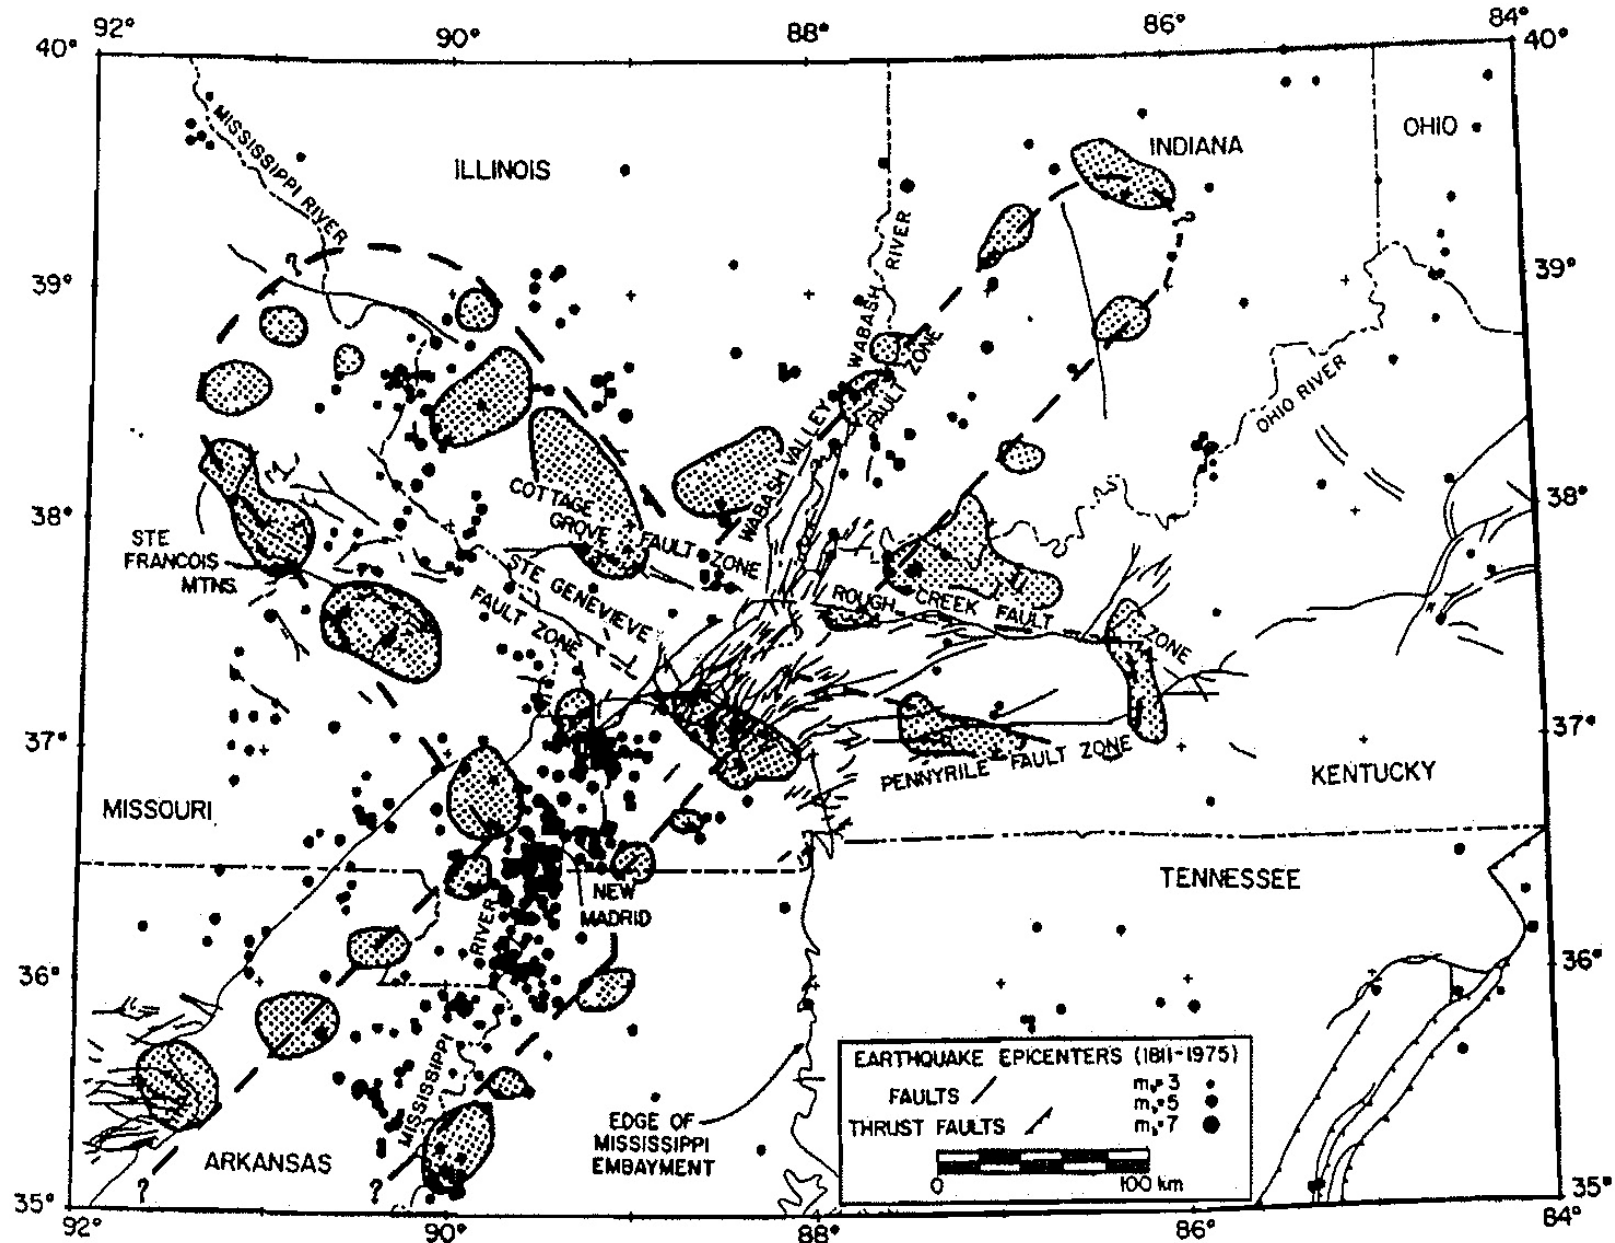 92° 90° 88° 86° 84°
40° 40°
OHIO
INDIANA
ILLINOIS
MISSISSIPPI RIVER
WABASH RIVER
?
?
39° 39°
WABASH VALLEY FAULT ZONE
OHIO RIVER
COTTAGE
GROVE FAULT ZONE
38° 38°
STE
FRANCOIS
MTNS.
STE GENEVIEVE
FAULT ZONE
ROUGH CREEK FAULT ZONE
37° 37°
PENNYRILE FAULT ZONE
KENTUCKY
MISSOURI
TENNESSEE
NEW
MADRID
MISSISSIPPI RIVER
36° 36°
EARTHQUAKE EPICENTERS (1811-1975)
FAULTS
THRUST FAULTS
mb=3
mb=5
mb=7
0 100 km
EDGE OF
MISSISSIPPI
EMBAYMENT
ARKANSAS
? ?
35° 35°
92° 90° 88° 86° 84°